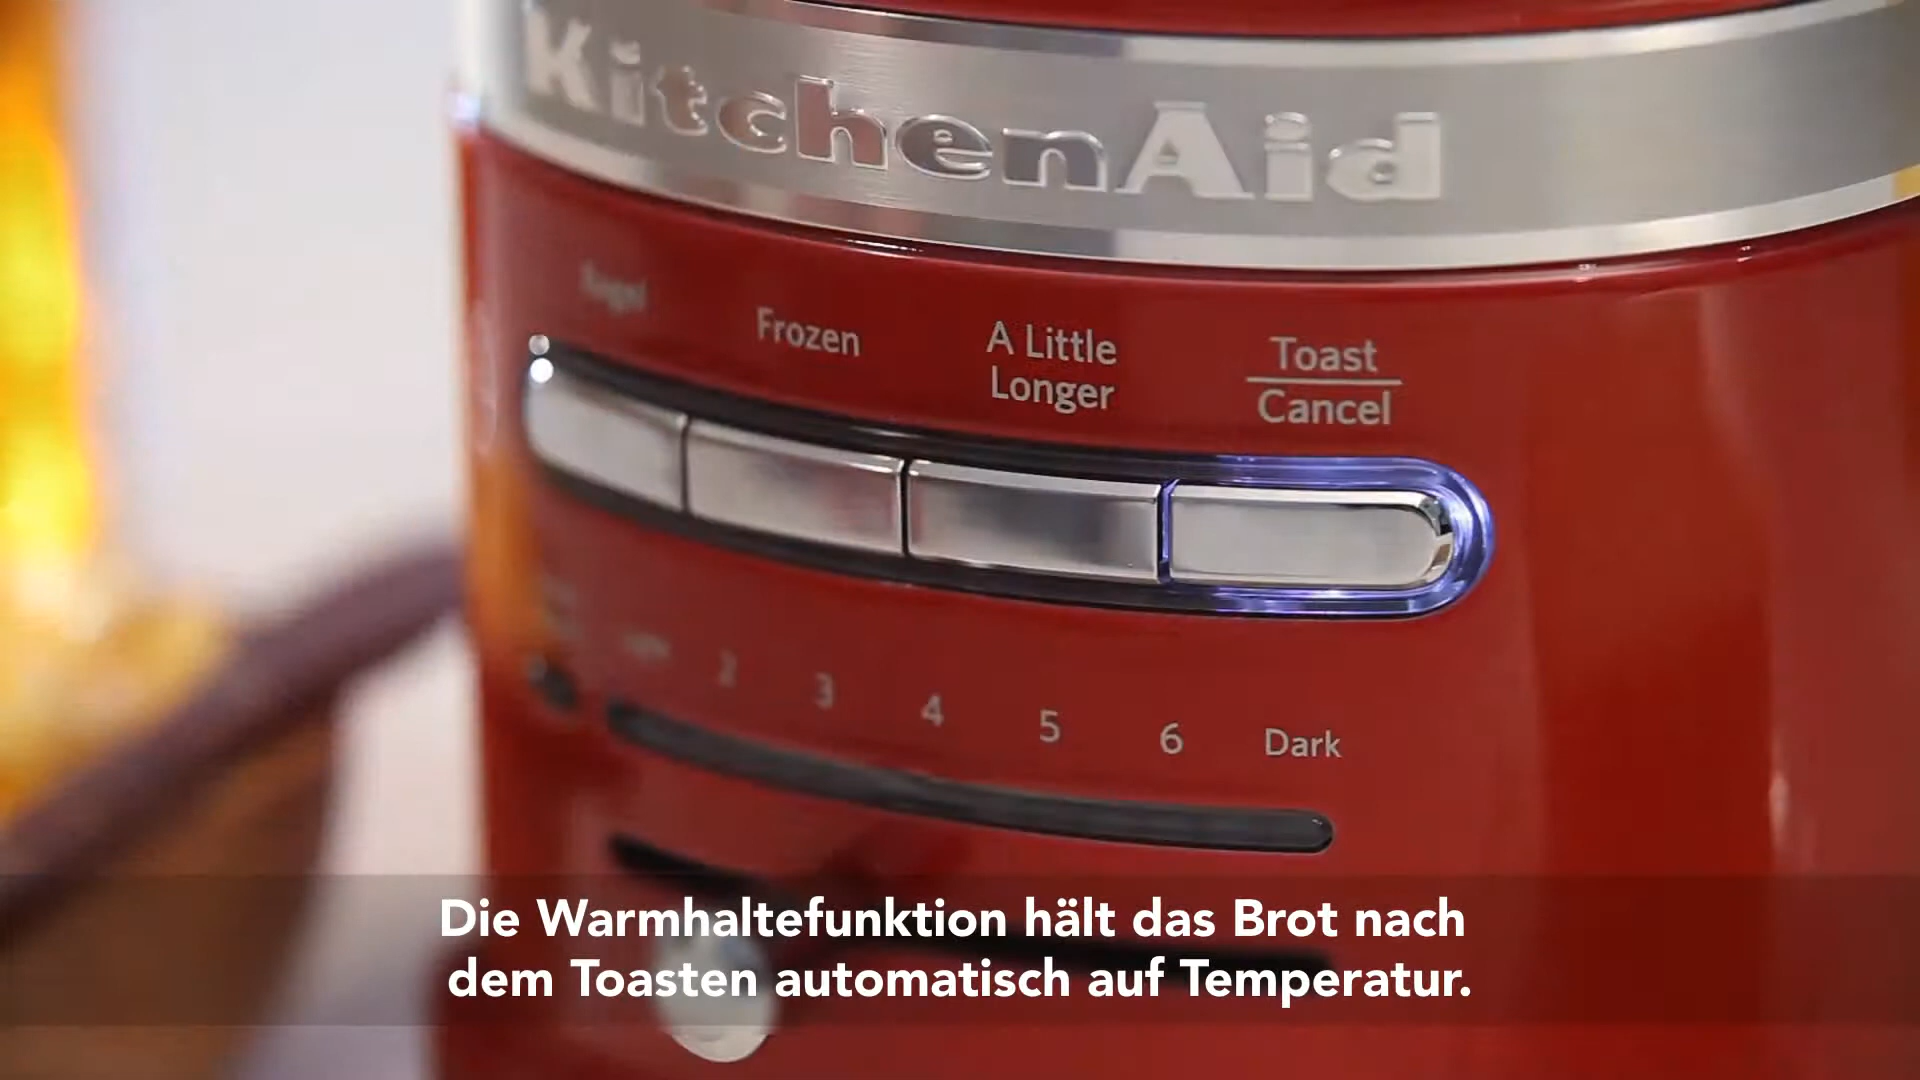 KitchenAid
Bagel
Frozen
A Little
Longer
Toast
Cancel
2
3
4
5
6
Dark
Die Warmhaltefunktion hält das Brot nach
dem Toasten automatisch auf Temperatur.